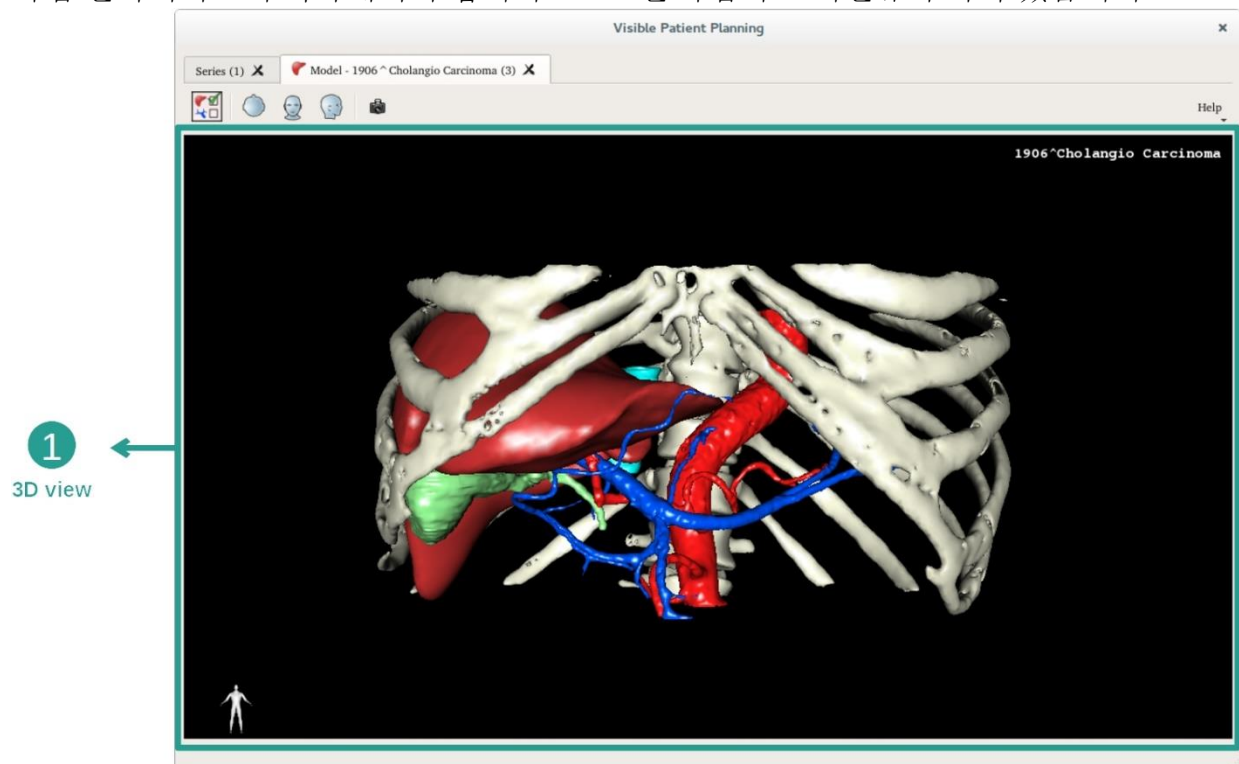 Visible Patient Planning
Series (1)
Model - 1906 ^ Cholangio Carcinoma (3)
Help
1906^Cholangio Carcinoma
1
3D view